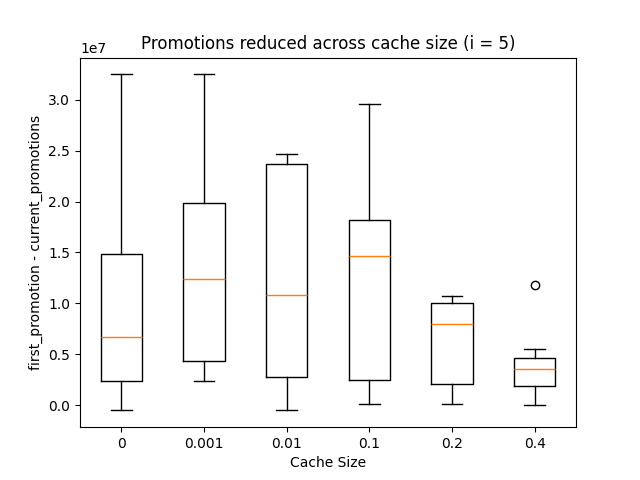 Promotions reduced across cache size (i = 5)
1e7
3.0
2.5
2.0
1.5
1.0
0.5
0.0
first_promotion - current_promotions
0 0.001 0.01 0.1 0.2 0.4
Cache Size